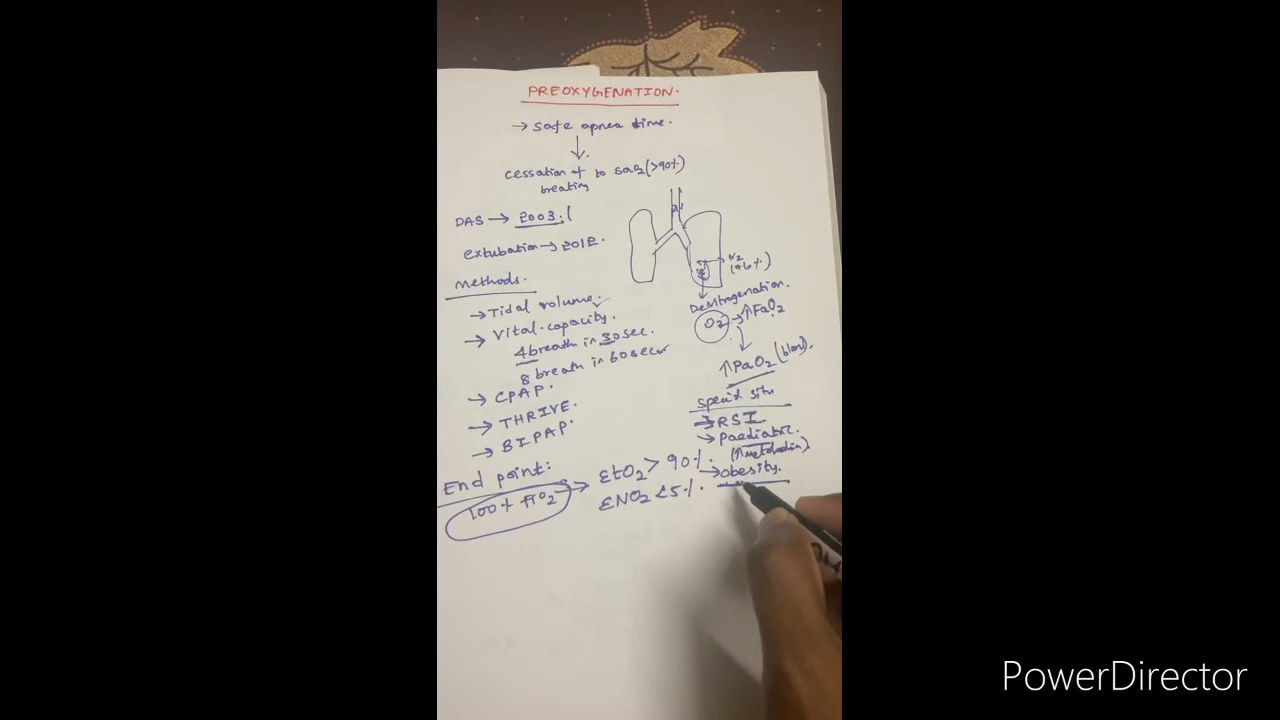 PREOXYGENATION.
→ Safe apnea time.
cessation of to SaO2 (>90%)
breating
DAS → 2003.
extubation → 2012.
methods.
→ Tidal volume.
→ Vital capacity.
4 breath in 30 sec.
8 breath in 60 sec
→ CPAP.
→ THRIVE.
→ BIPAP.
End point:
100% FiO2 → EtO2 > 90%.
ENO2 < 5%.
N2
DeNitrogenation.
O2 → ↑FaO2
↑PaO2 (blood).
special situ
→ RSI
→ paediatric.
→ obesity.
PowerDirector